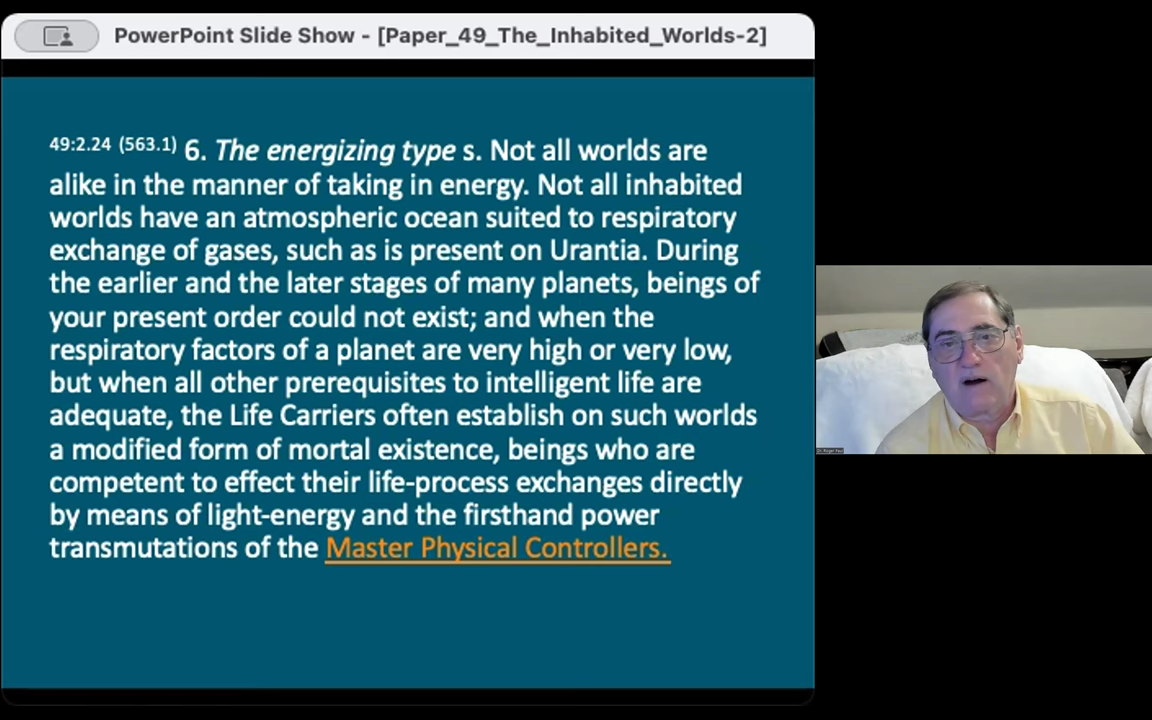 PowerPoint Slide Show - [Paper_49_The_Inhabited_Worlds-2]
49:2.24 (563.1) 6. The energizing type s. Not all worlds are
alike in the manner of taking in energy. Not all inhabited
worlds have an atmospheric ocean suited to respiratory
exchange of gases, such as is present on Urantia. During
the earlier and the later stages of many planets, beings of
your present order could not exist; and when the
respiratory factors of a planet are very high or very low,
but when all other prerequisites to intelligent life are
adequate, the Life Carriers often establish on such worlds
a modified form of mortal existence, beings who are
competent to effect their life-process exchanges directly
by means of light-energy and the firsthand power
transmutations of the Master Physical Controllers.